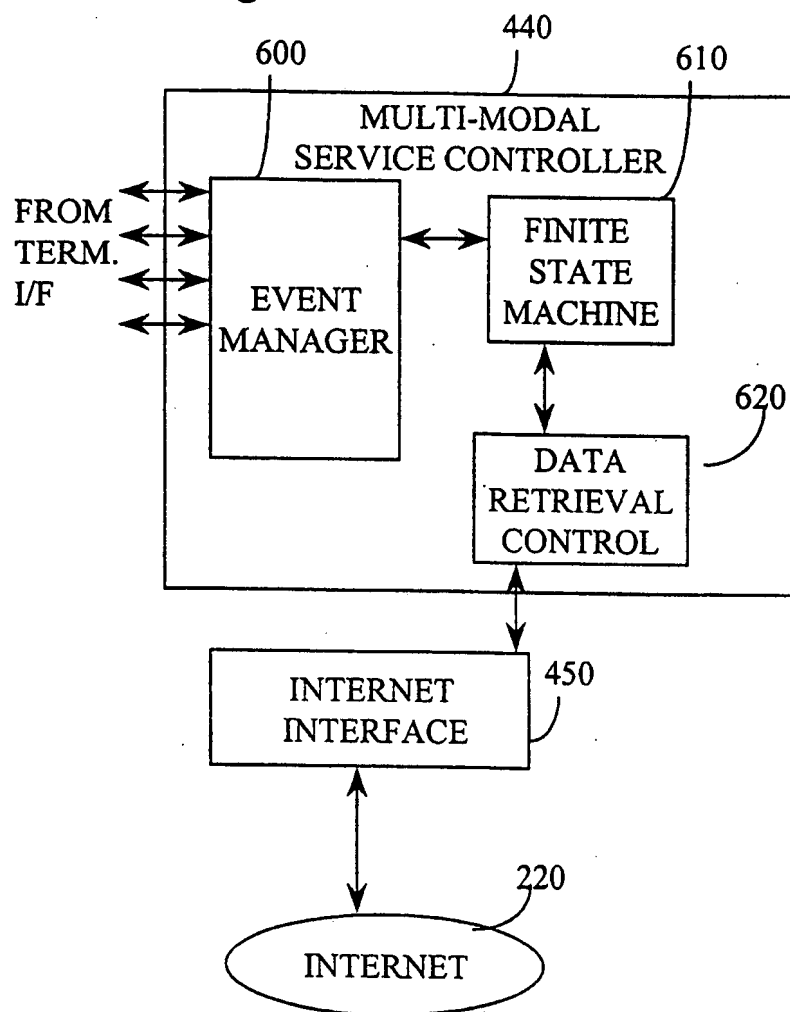 440
600
610
MULTI-MODAL
SERVICE CONTROLLER
FROM
TERM.
I/F
EVENT
MANAGER
FINITE
STATE
MACHINE
620
DATA
RETRIEVAL
CONTROL
INTERNET
INTERFACE
450
220
INTERNET